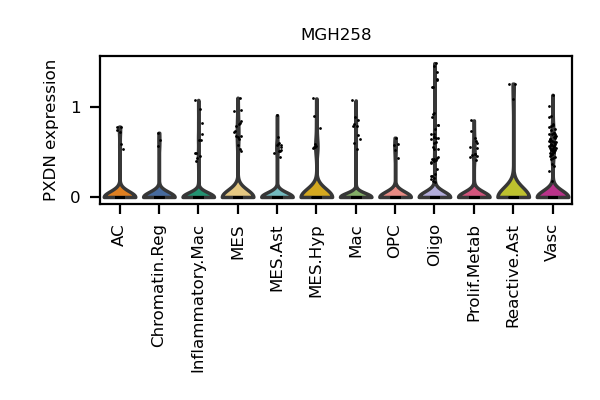 MGH258
PXDN expression
1
0
AC
Chromatin.Reg
Inflammatory.Mac
MES
MES.Ast
MES.Hyp
Mac
OPC
Oligo
Prolif.Metab
Reactive.Ast
Vasc